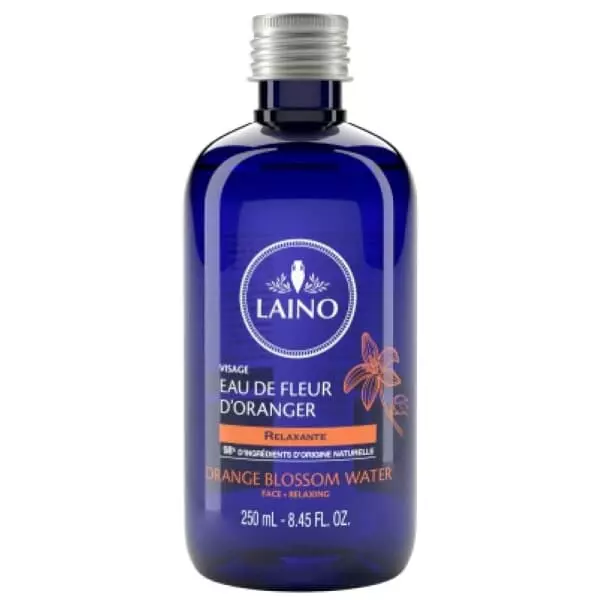 LAINO
VISAGE
EAU DE FLEUR
D'ORANGER
RELAXANTE
98% D'INGRÉDIENTS D'ORIGINE NATURELLE
ORANGE BLOSSOM WATER
FACE • RELAXING
250 mL - 8.45 FL. OZ.